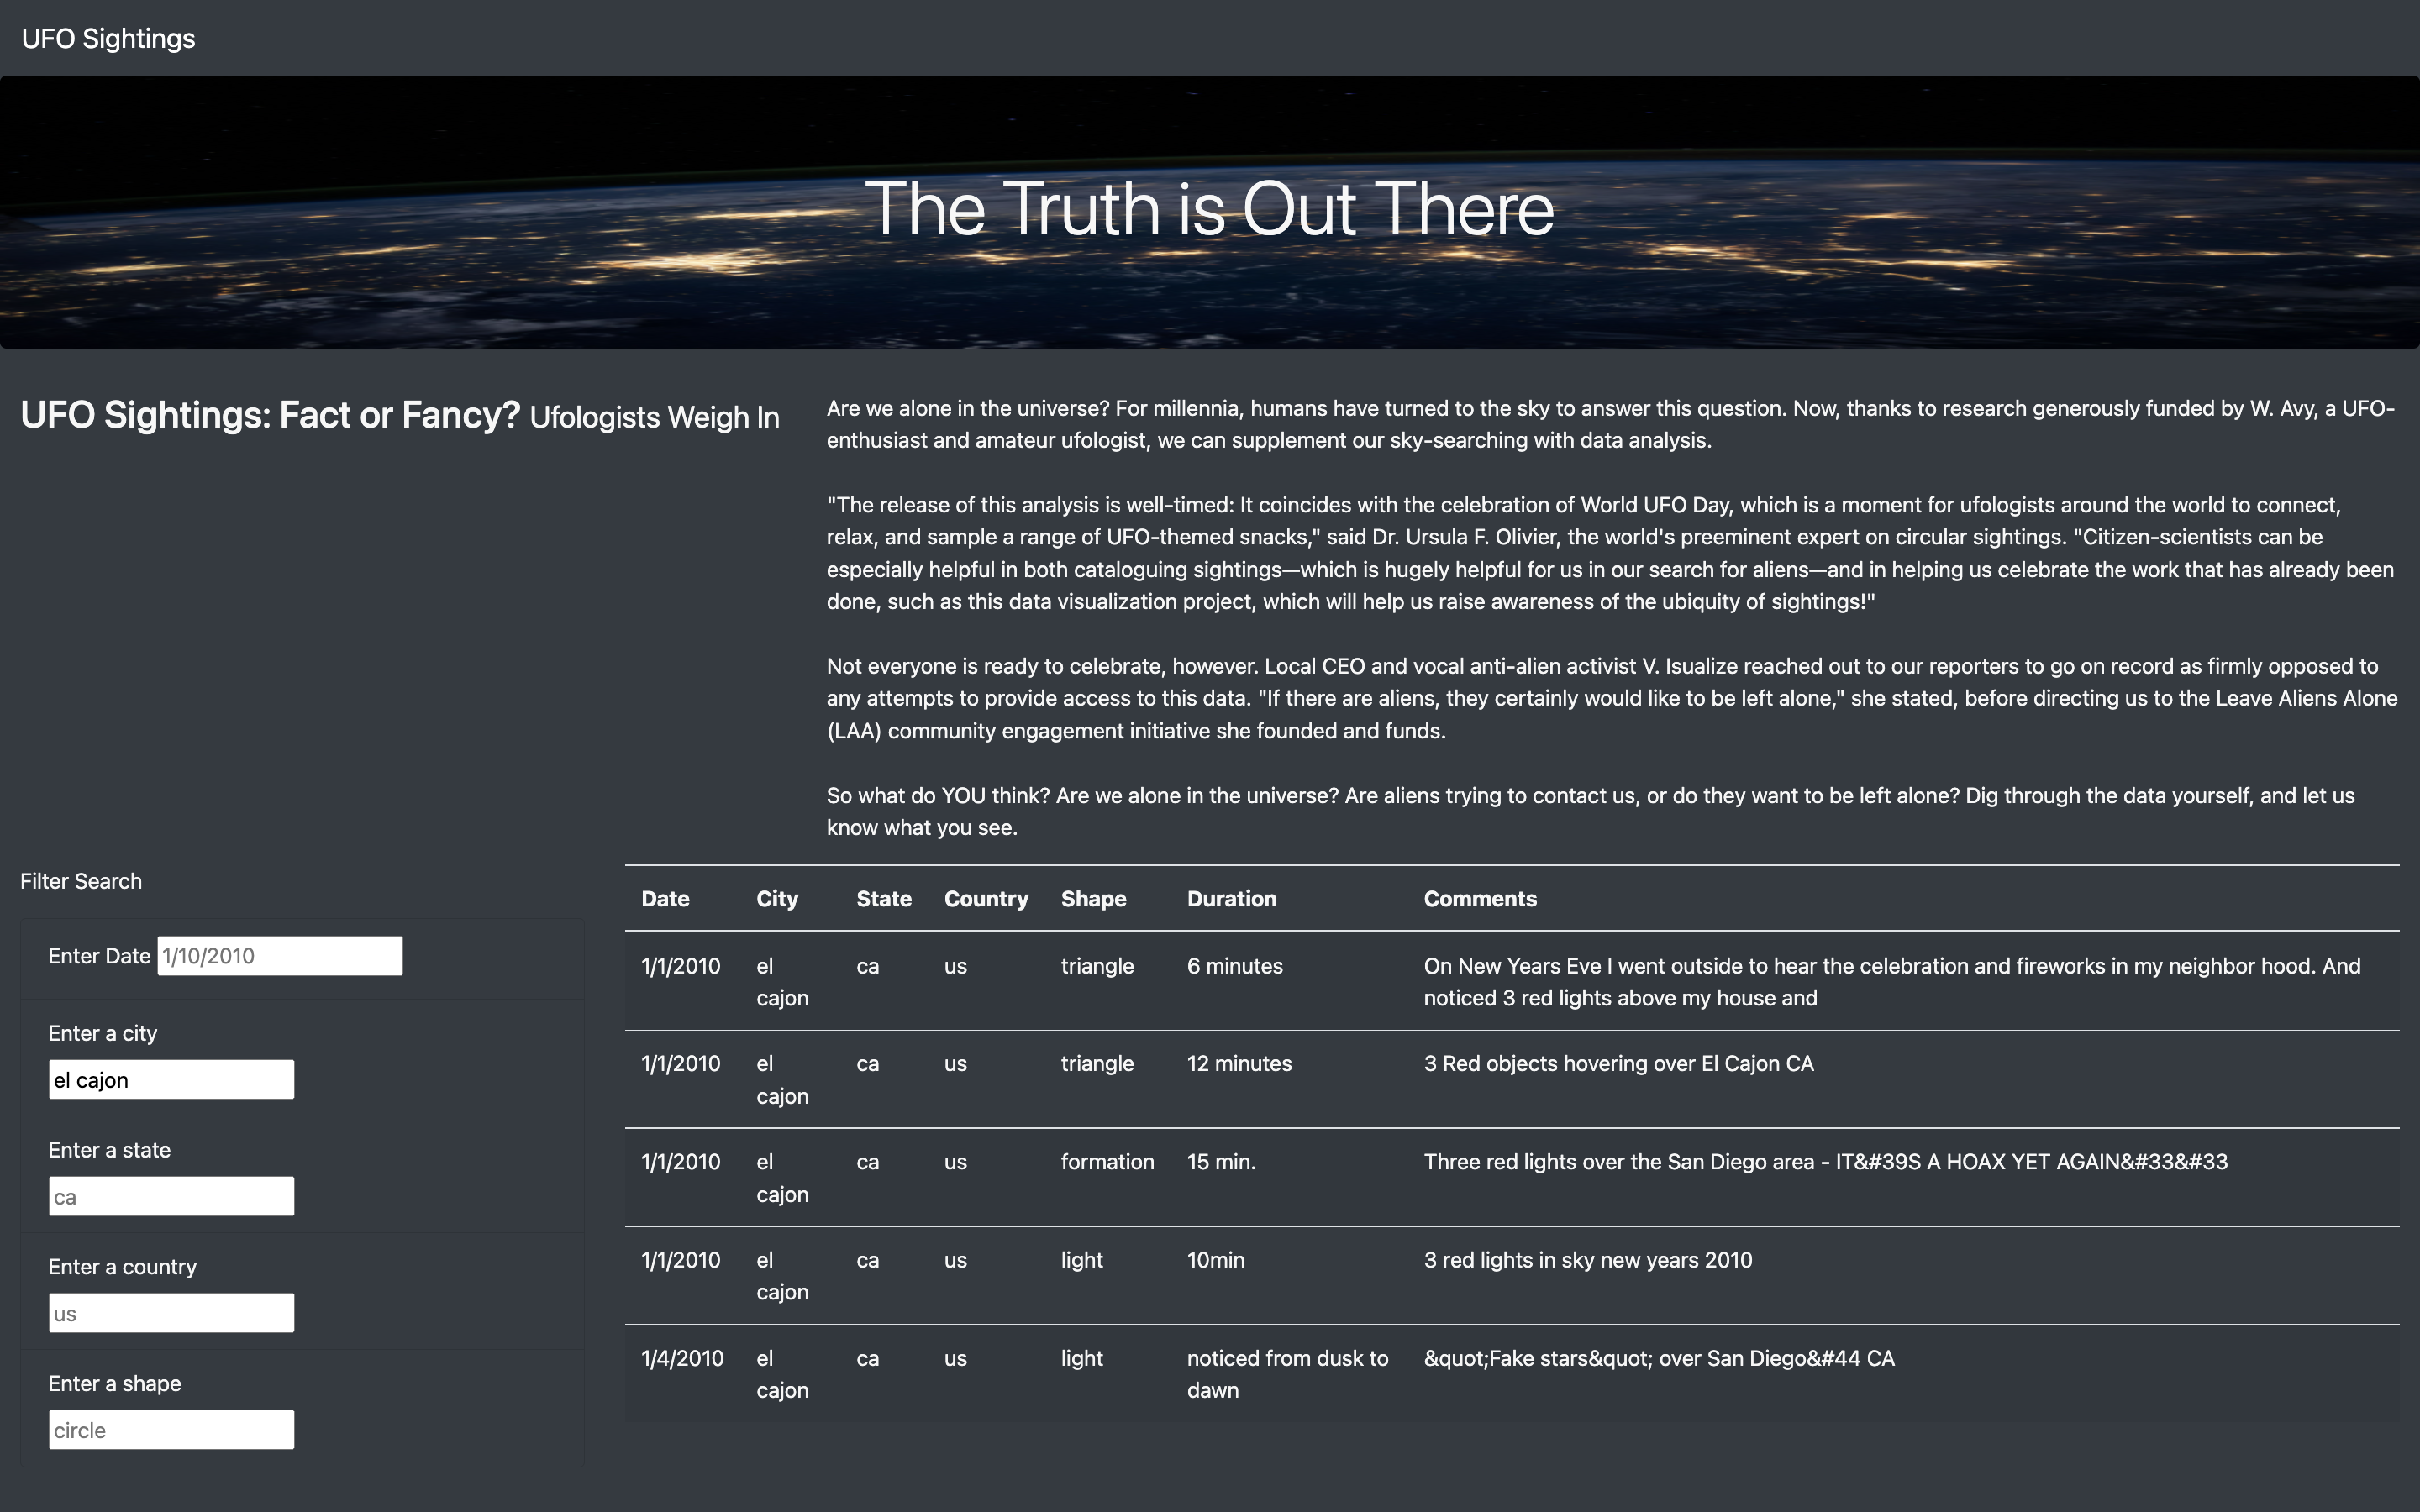 UFO Sightings
The Truth is Out There
UFO Sightings: Fact or Fancy? Ufologists Weigh In
Are we alone in the universe? For millennia, humans have turned to the sky to answer this question. Now, thanks to research generously funded by W. Avy, a UFO-
enthusiast and amateur ufologist, we can supplement our sky-searching with data analysis.
"The release of this analysis is well-timed: It coincides with the celebration of World UFO Day, which is a moment for ufologists around the world to connect,
relax, and sample a range of UFO-themed snacks," said Dr. Ursula F. Olivier, the world's preeminent expert on circular sightings. "Citizen-scientists can be
especially helpful in both cataloguing sightings—which is hugely helpful for us in our search for aliens—and in helping us celebrate the work that has already been
done, such as this data visualization project, which will help us raise awareness of the ubiquity of sightings!"
Not everyone is ready to celebrate, however. Local CEO and vocal anti-alien activist V. Isualize reached out to our reporters to go on record as firmly opposed to
any attempts to provide access to this data. "If there are aliens, they certainly would like to be left alone," she stated, before directing us to the Leave Aliens Alone
(LAA) community engagement initiative she founded and funds.
So what do YOU think? Are we alone in the universe? Are aliens trying to contact us, or do they want to be left alone? Dig through the data yourself, and let us
know what you see.
Filter Search
Enter Date 1/10/2010
Enter a city
el cajon
Enter a state
ca
Enter a country
us
Enter a shape
circle
Date City State Country Shape Duration Comments
1/1/2010 el ca us triangle 6 minutes On New Years Eve I went outside to hear the celebration and fireworks in my neighbor hood. And
cajon noticed 3 red lights above my house and
1/1/2010 el ca us triangle 12 minutes 3 Red objects hovering over El Cajon CA
cajon
1/1/2010 el ca us formation 15 min. Three red lights over the San Diego area - IT&#39S A HOAX YET AGAIN&#33&#33
cajon
1/1/2010 el ca us light 10min 3 red lights in sky new years 2010
cajon
1/4/2010 el ca us light noticed from dusk to &quot;Fake stars&quot; over San Diego&#44 CA
cajon dawn